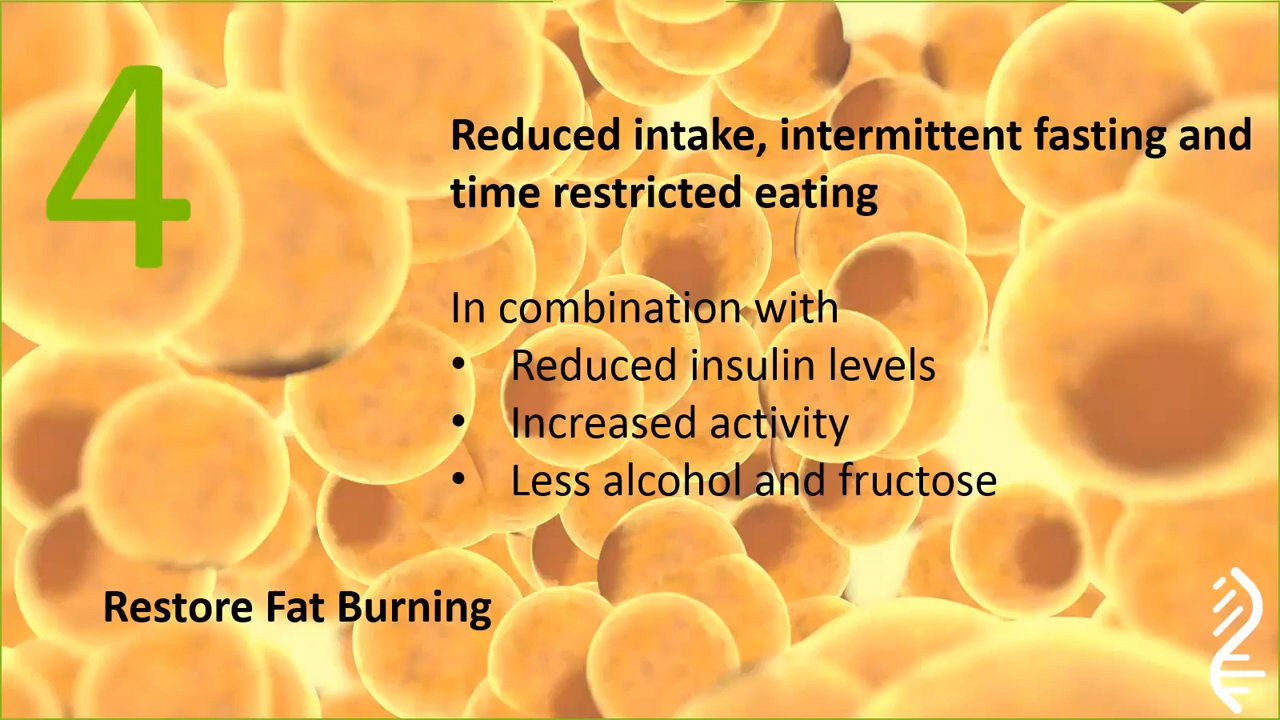 4
Reduced intake, intermittent fasting and
time restricted eating
In combination with
• Reduced insulin levels
• Increased activity
• Less alcohol and fructose
Restore Fat Burning